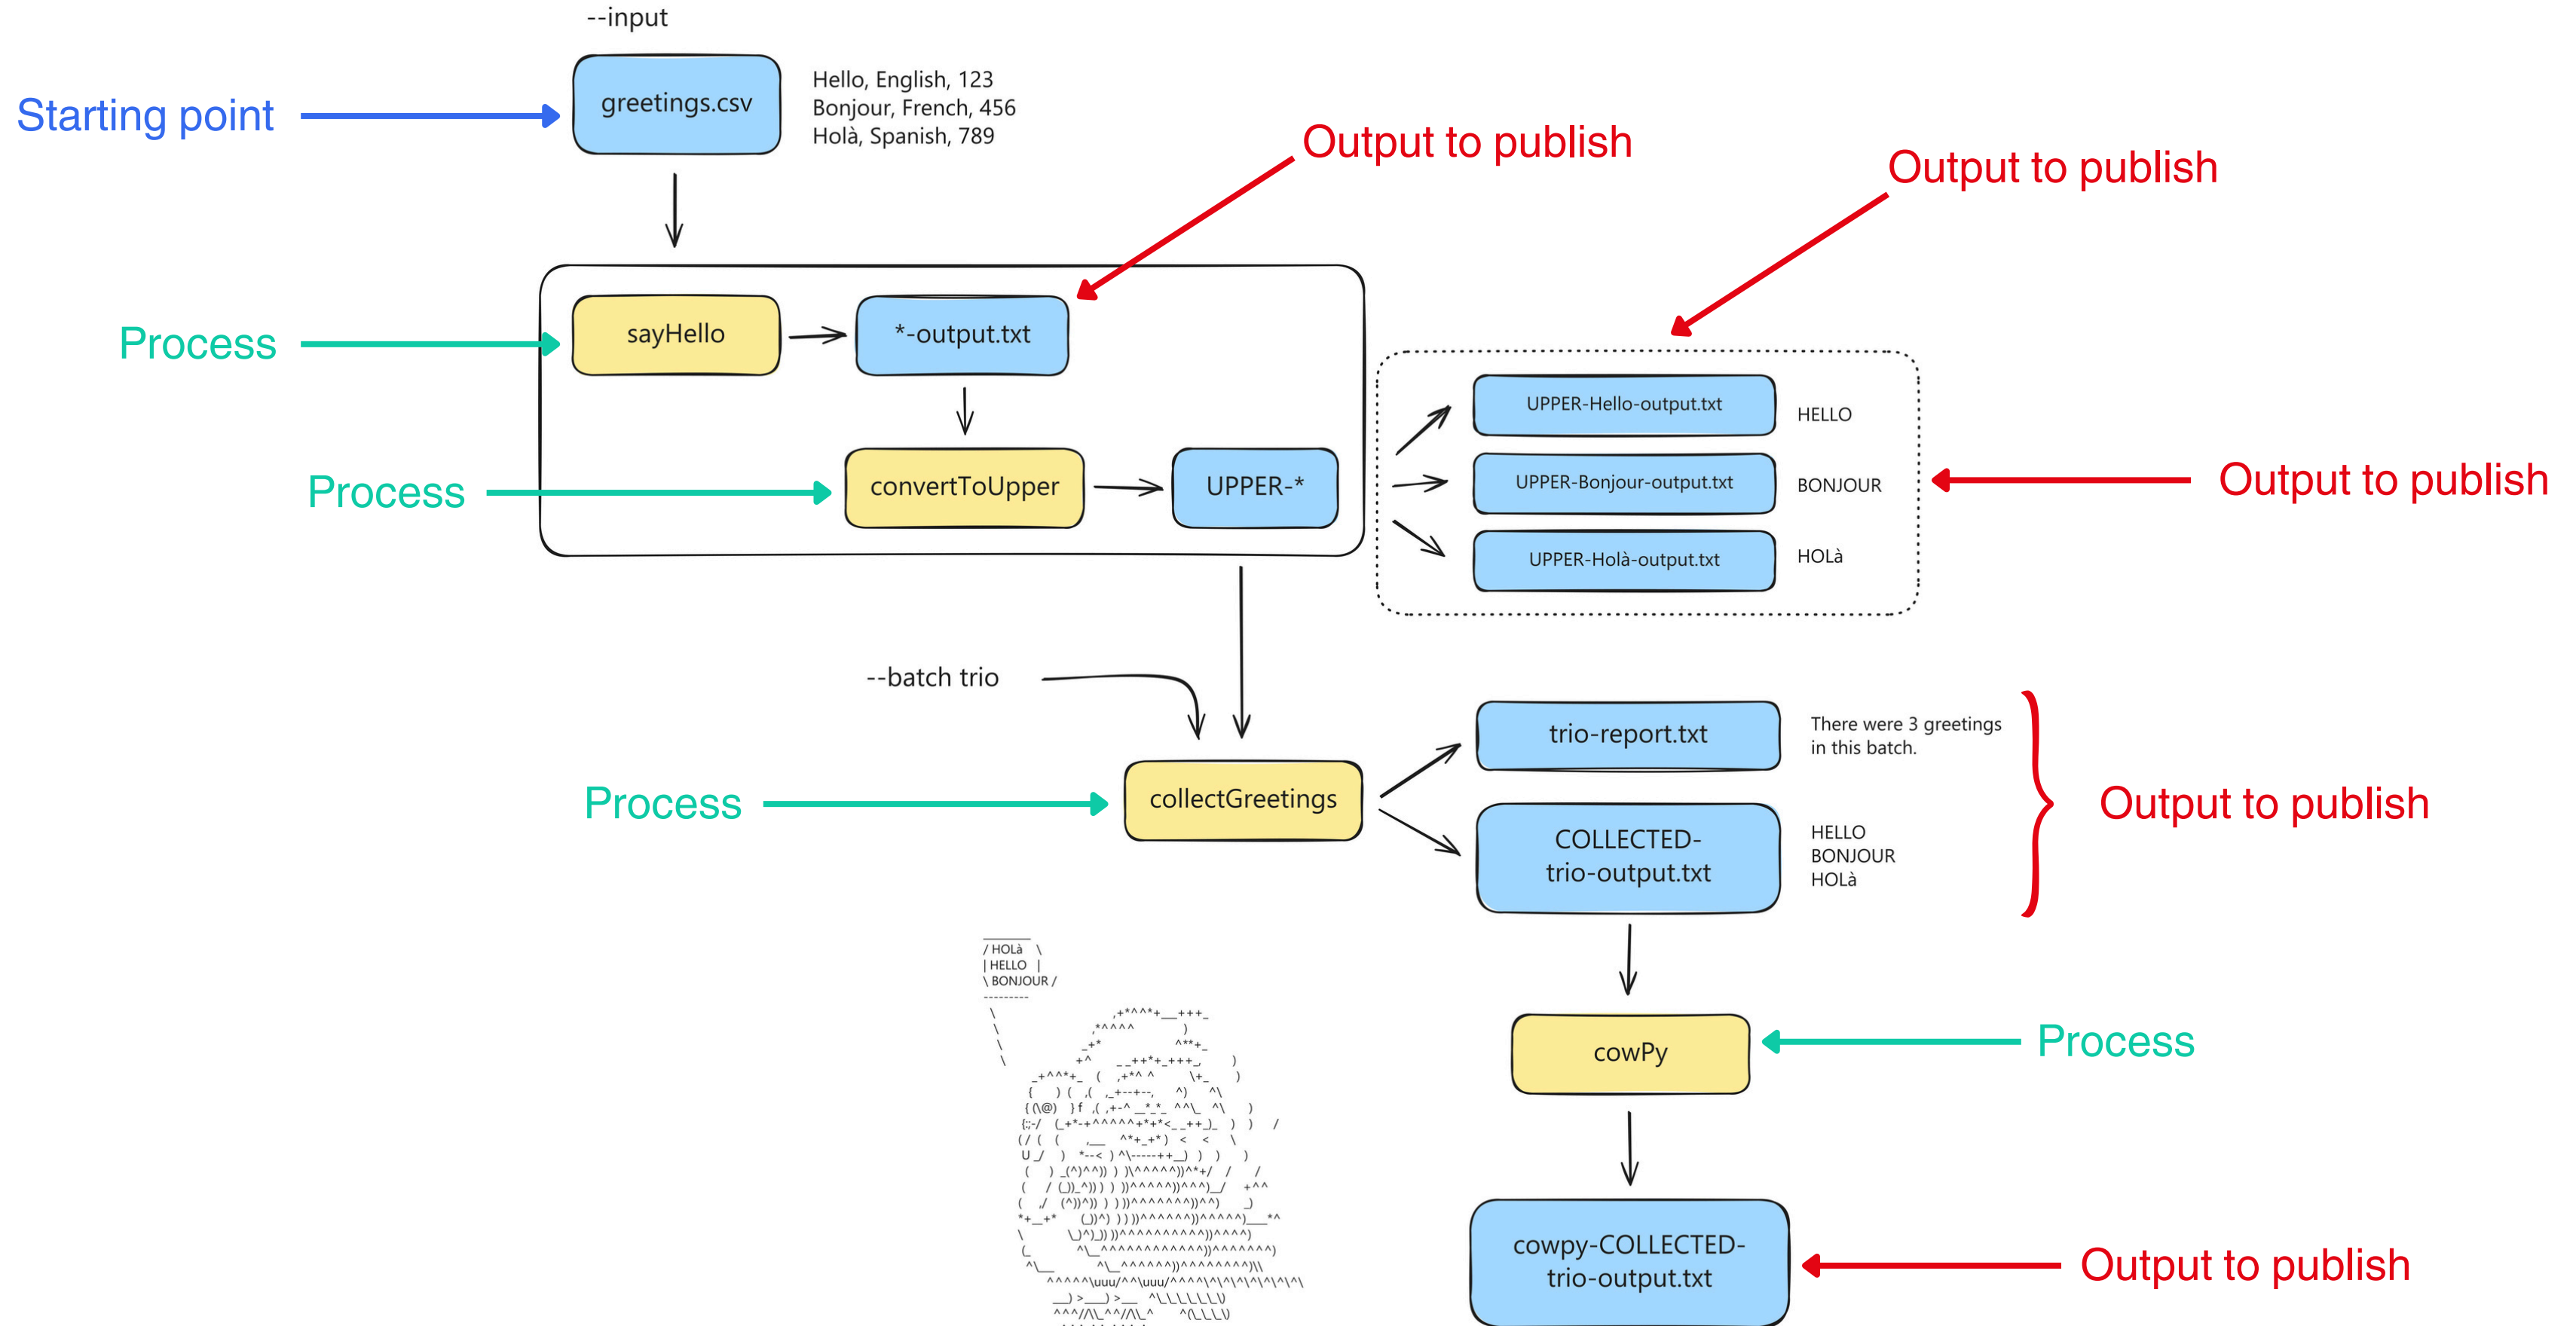 --input
greetings.csv
Hello, English, 123
Bonjour, French, 456
Holà, Spanish, 789
Starting point
Output to publish
Output to publish
Process
sayHello
*-output.txt
Process
convertToUpper
UPPER-*
UPPER-Hello-output.txt
HELLO
UPPER-Bonjour-output.txt
BONJOUR
UPPER-Holà-output.txt
HOLà
Output to publish
--batch trio
Process
collectGreetings
trio-report.txt
There were 3 greetings
in this batch.
COLLECTED-
trio-output.txt
HELLO
BONJOUR
HOLà
Output to publish
/ HOLà \
| HELLO |
\ BONJOUR /
cowPy
Process
cowpy-COLLECTED-
trio-output.txt
Output to publish